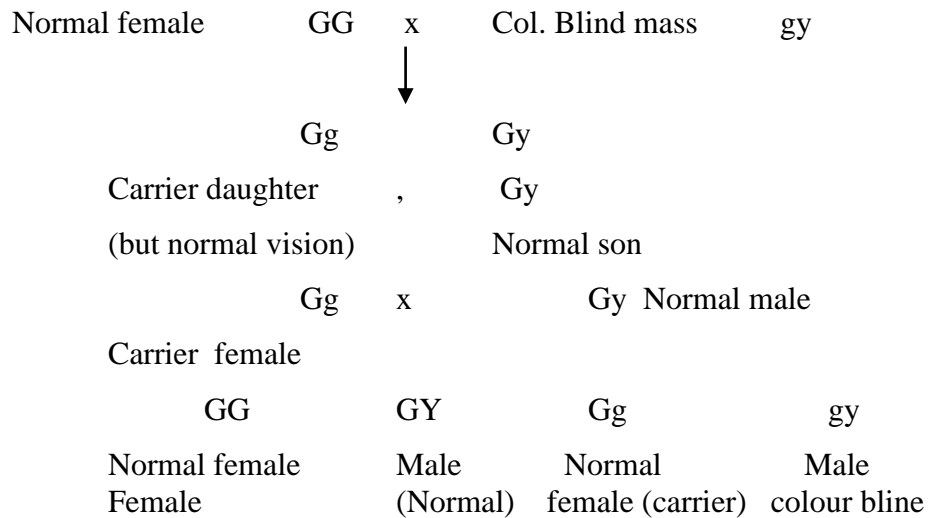 Normal female GG x Col. Blind mass gy
Gg Gy
Carrier daughter , Gy
(but normal vision) Normal son
Gg x Gy Normal male
Carrier female
GG GY Gg gy
Normal female Male Normal Male
Female (Normal) female (carrier) colour bline